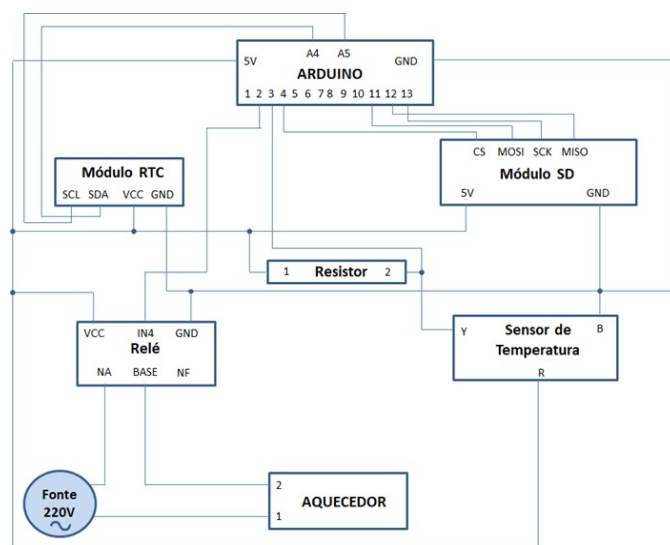 A4 A5
5V GND
ARDUINO
1 2 3 4 5 6 7 8 9 10 11 12 13
CS MOSI SCK MISO
Módulo SD
5V GND
Módulo RTC
SCL SDA VCC GND
1 Resistor 2
VCC IN4 GND
Relé
NA BASE NF
Y B
Sensor de
Temperatura
R
Fonte
220V
2
AQUECEDOR
1